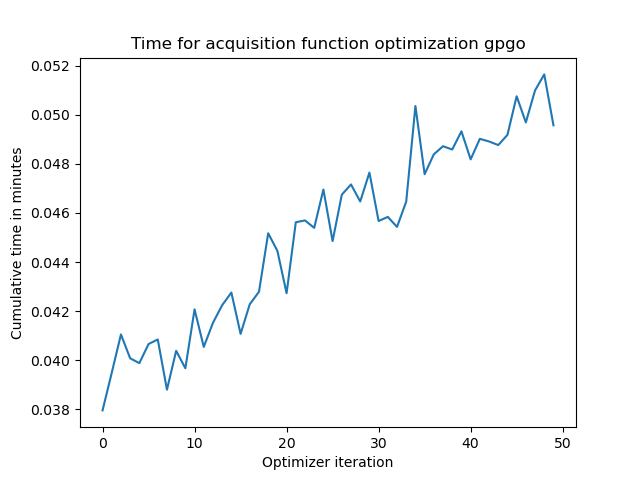 Time for acquisition function optimization gpgo
Cumulative time in minutes
0.052
0.050
0.048
0.046
0.044
0.042
0.040
0.038
0 10 20 30 40 50
Optimizer iteration